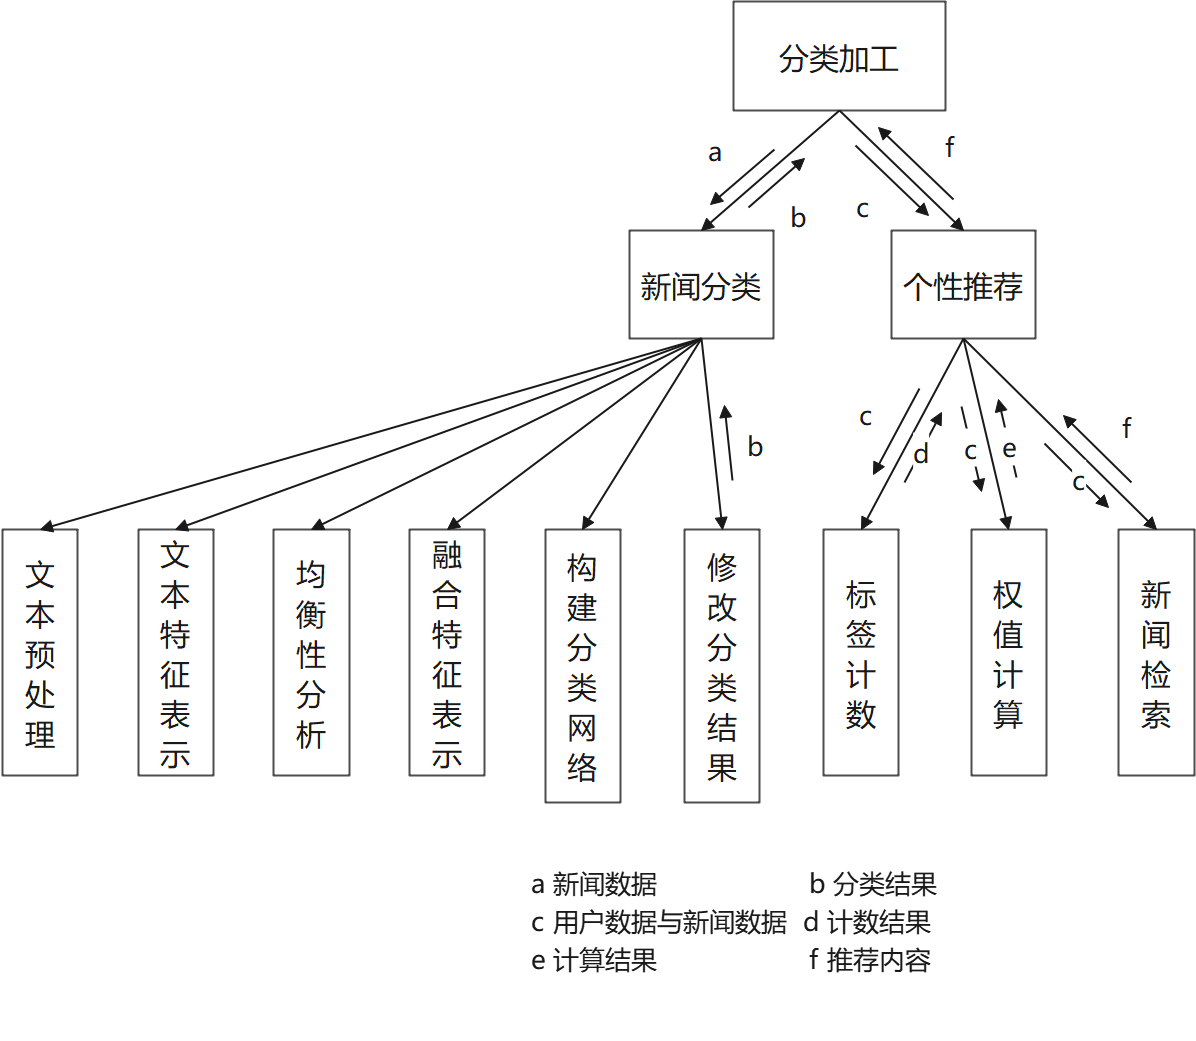 分类加工
a
f
b
c
新闻分类
个性推荐
b
c
d
c
e
f
c
文本预处理
文本特征表示
均衡性分析
融合特征表示
构建分类网络
修改分类结果
标签计数
权值计算
新闻检索
a 新闻数据
b 分类结果
c 用户数据与新闻数据
d 计数结果
e 计算结果
f 推荐内容